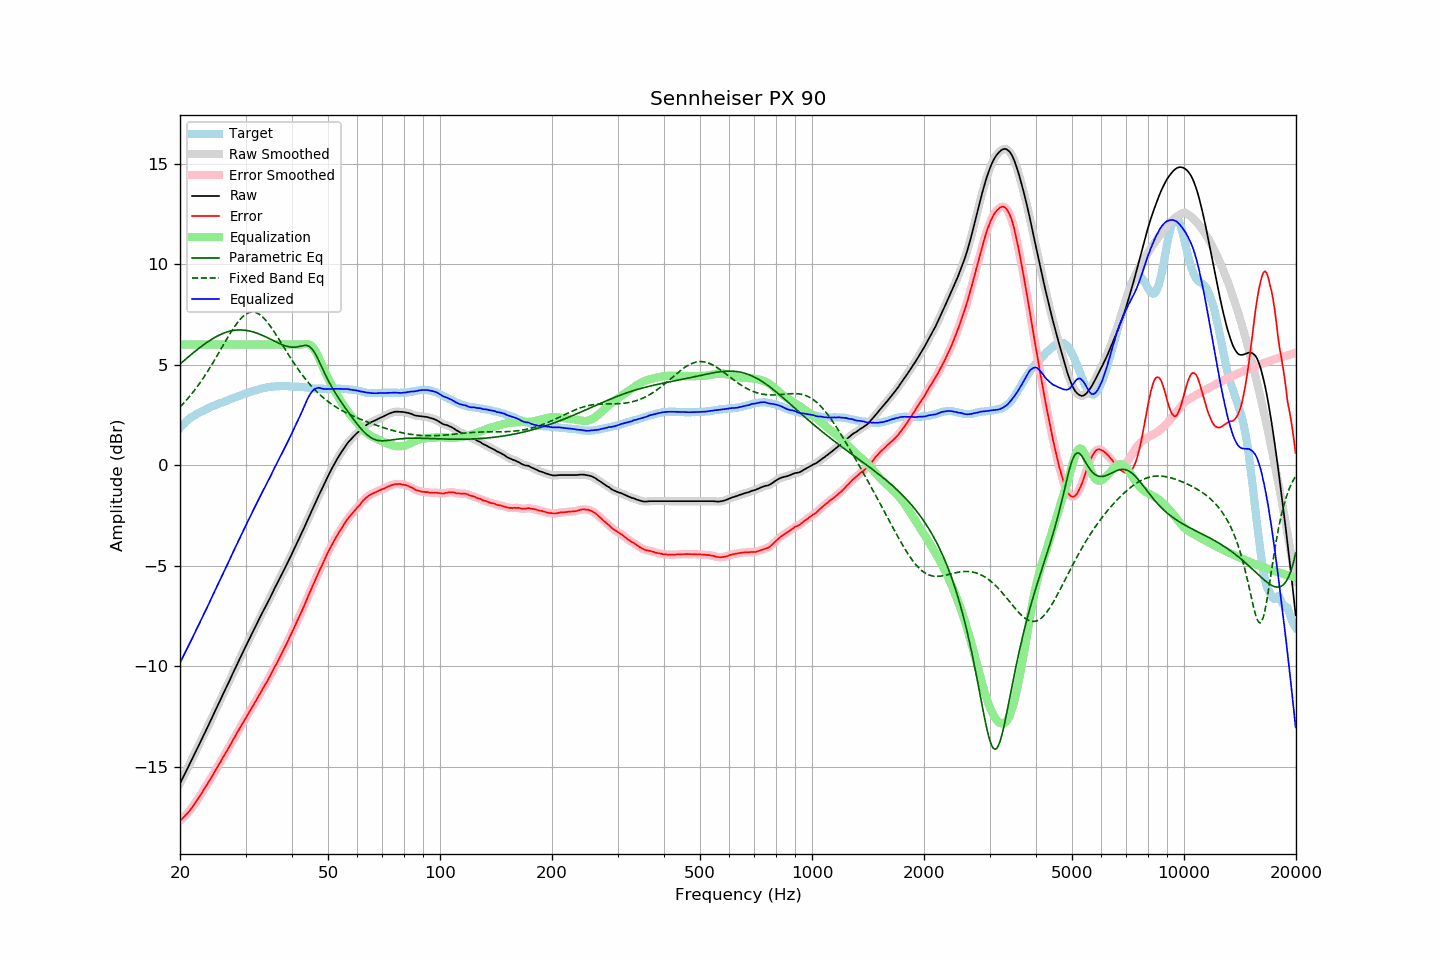 Sennheiser PX 90
Target
Raw Smoothed
Error Smoothed
Raw
Error
Equalization
Parametric Eq
Fixed Band Eq
Equalized
Amplitude (dBr)
15
10
5
0
−5
−10
−15
20 50 100 200 500 1000 2000 5000 10000 20000
Frequency (Hz)